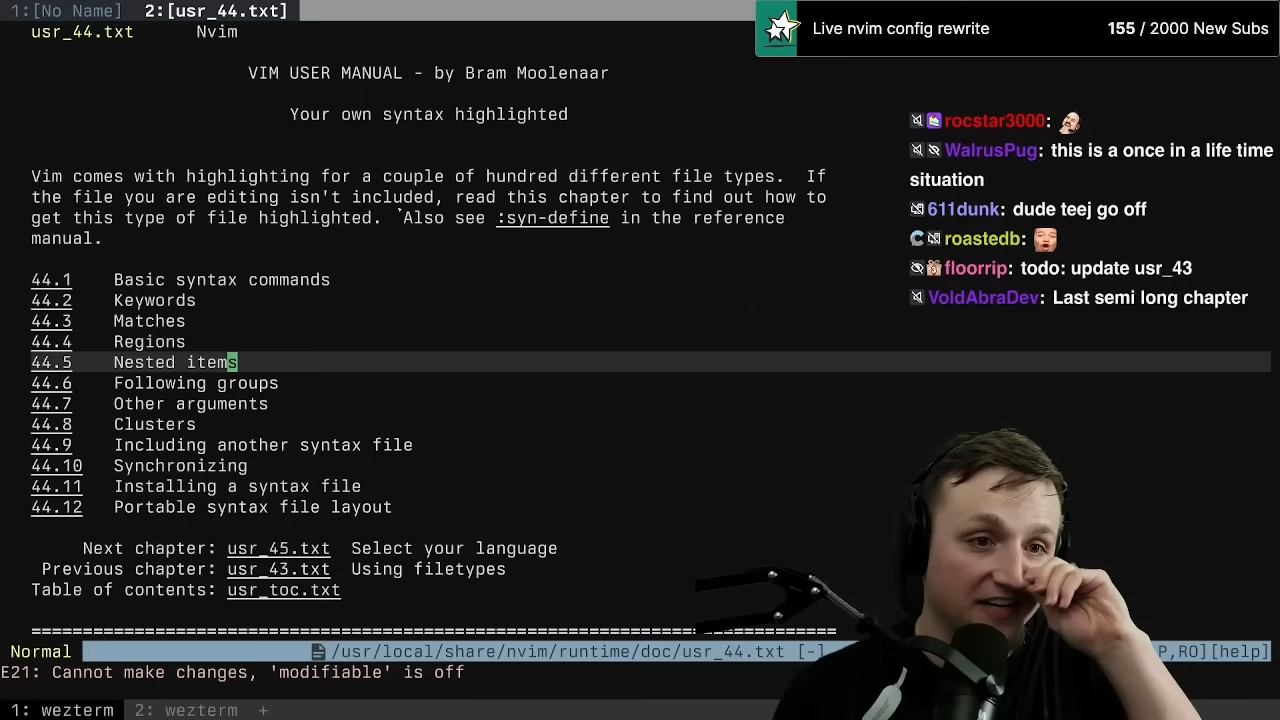 1:[No Name] 2:[usr_44.txt]
usr_44.txt Nvim
VIM USER MANUAL - by Bram Moolenaar
Your own syntax highlighted
Vim comes with highlighting for a couple of hundred different file types. If
the file you are editing isn't included, read this chapter to find out how to
get this type of file highlighted. Also see :syn-define in the reference
manual.
44.1 Basic syntax commands
44.2 Keywords
44.3 Matches
44.4 Regions
44.5 Nested items
44.6 Following groups
44.7 Other arguments
44.8 Clusters
44.9 Including another syntax file
44.10 Synchronizing
44.11 Installing a syntax file
44.12 Portable syntax file layout
Next chapter: usr_45.txt Select your language
Previous chapter: usr_43.txt Using filetypes
Table of contents: usr_toc.txt
================================================================================
Normal /usr/local/share/nvim/runtime/doc/usr_44.txt [-] P,RO][help]
E21: Cannot make changes, 'modifiable' is off
1: wezterm 2: wezterm +
Live nvim config rewrite 155 / 2000 New Subs
rocstar3000:
WalrusPug: this is a once in a life time
situation
611dunk: dude teej go off
roastedb:
floorrip: todo: update usr_43
VoldAbraDev: Last semi long chapter